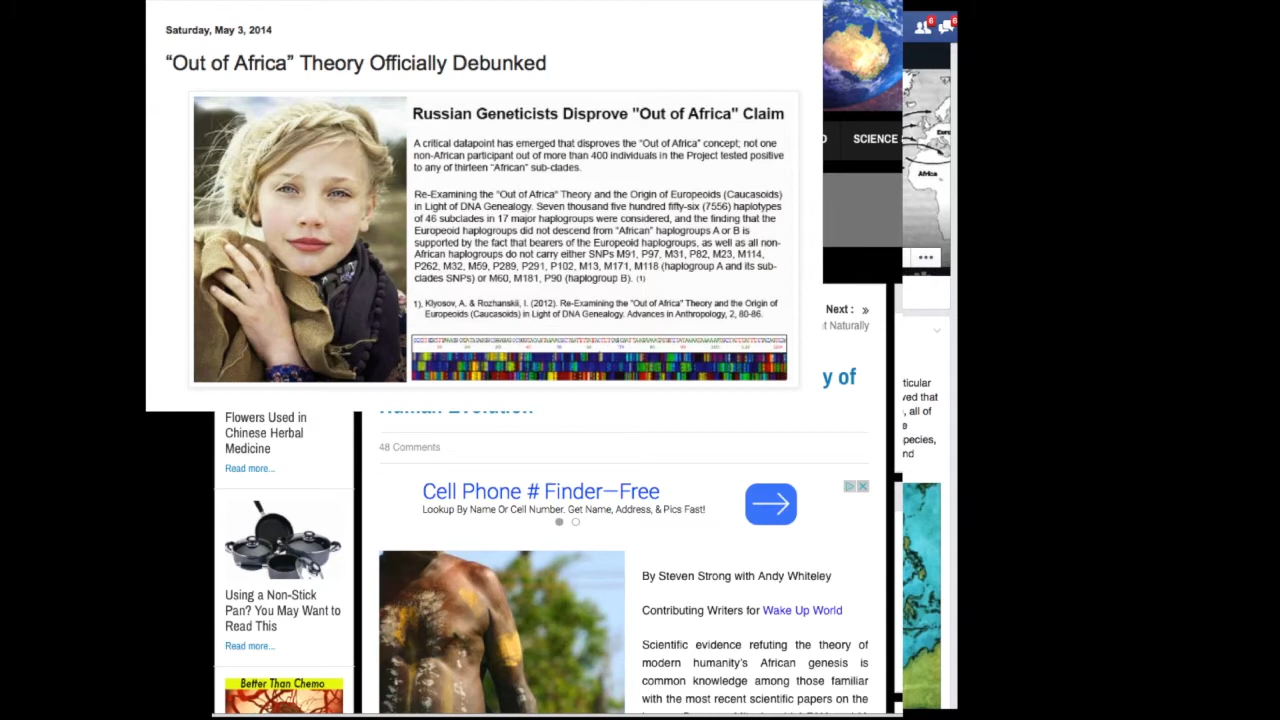 Saturday, May 3, 2014
“Out of Africa” Theory Officially Debunked
Russian Geneticists Disprove "Out of Africa" Claim
A critical datapoint has emerged that disproves the "Out of Africa" concept; not one
non-African participant out of more than 400 individuals in the Project tested positive
to any of thirteen "African" sub-clades.
Re-Examining the "Out of Africa" Theory and the Origin of Europeoids (Caucasoids)
in Light of DNA Genealogy. Seven thousand five hundred fifty-six (7556) haplotypes
of 46 subclades in 17 major haplogroups were considered, and the finding that the
Europeoid haplogroups did not descend from "African" haplogroups A or B is
supported by the fact that bearers of the Europeoid haplogroups, as well as all non-
African haplogroups do not carry either SNPs M91, P97, M31, P82, M23, M114,
P262, M32, M59, P289, P291, P102, M13, M171, M118 (haplogroup A and its sub-
clades SNPs) or M60, M181, P90 (haplogroup B). (1)
1). Klyosov, A. & Rozhanskii, I. (2012). Re-Examining the "Out of Africa" Theory and the Origin of
Europeoids (Caucasoids) in Light of DNA Genealogy. Advances in Anthropology, 2, 80-86.
6 6
SCIENCE
Africa
Next : »
t Naturally
y of
Human Evolution
48 Comments
Flowers Used in
Chinese Herbal
Medicine
Read more...
Cell Phone # Finder—Free
Lookup By Name Or Cell Number. Get Name, Address, & Pics Fast!
Using a Non-Stick
Pan? You May Want to
Read This
Read more...
Better Than Chemo
By Steven Strong with Andy Whiteley
Contributing Writers for Wake Up World
Scientific evidence refuting the theory of
modern humanity’s African genesis is
common knowledge among those familiar
with the most recent scientific papers on the
ticular
ved that
, all of
e
pecies,
nd